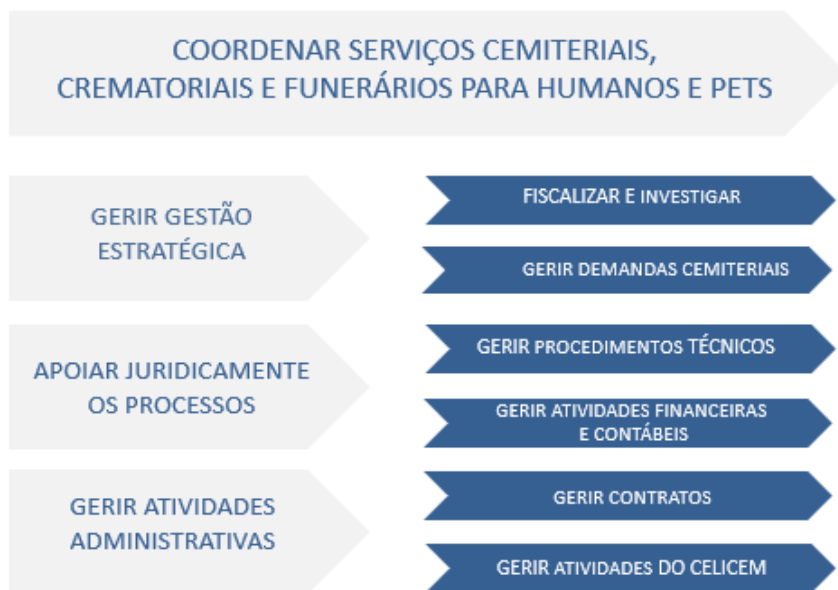 COORDENAR SERVIÇOS CEMITERIAIS,
CREMATORIAIS E FUNERÁRIOS PARA HUMANOS E PETS
GERIR GESTÃO
ESTRATÉGICA
FISCALIZAR E INVESTIGAR
GERIR DEMANDAS CEMITERIAIS
APOIAR JURIDICAMENTE
OS PROCESSOS
GERIR PROCEDIMENTOS TÉCNICOS
GERIR ATIVIDADES FINANCEIRAS
E CONTÁBEIS
GERIR ATIVIDADES
ADMINISTRATIVAS
GERIR CONTRATOS
GERIR ATIVIDADES DO CELICEM